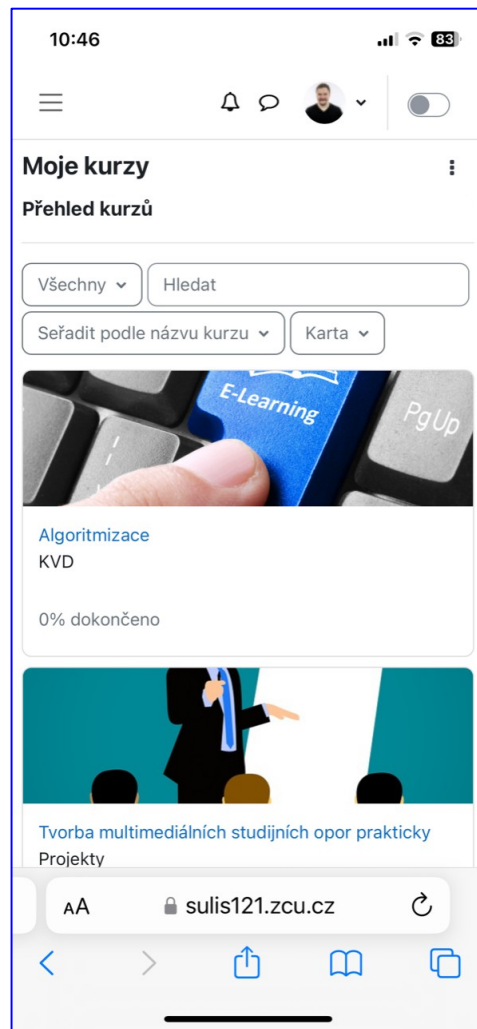 10:46
83
Moje kurzy
Přehled kurzů
Všechny
Hledat
Seřadit podle názvu kurzu
Karta
E-Learning
PgUp
Algoritmizace
KVD
0% dokončeno
Tvorba multimediálních studijních opor prakticky
Projekty
AA
sulis121.zcu.cz